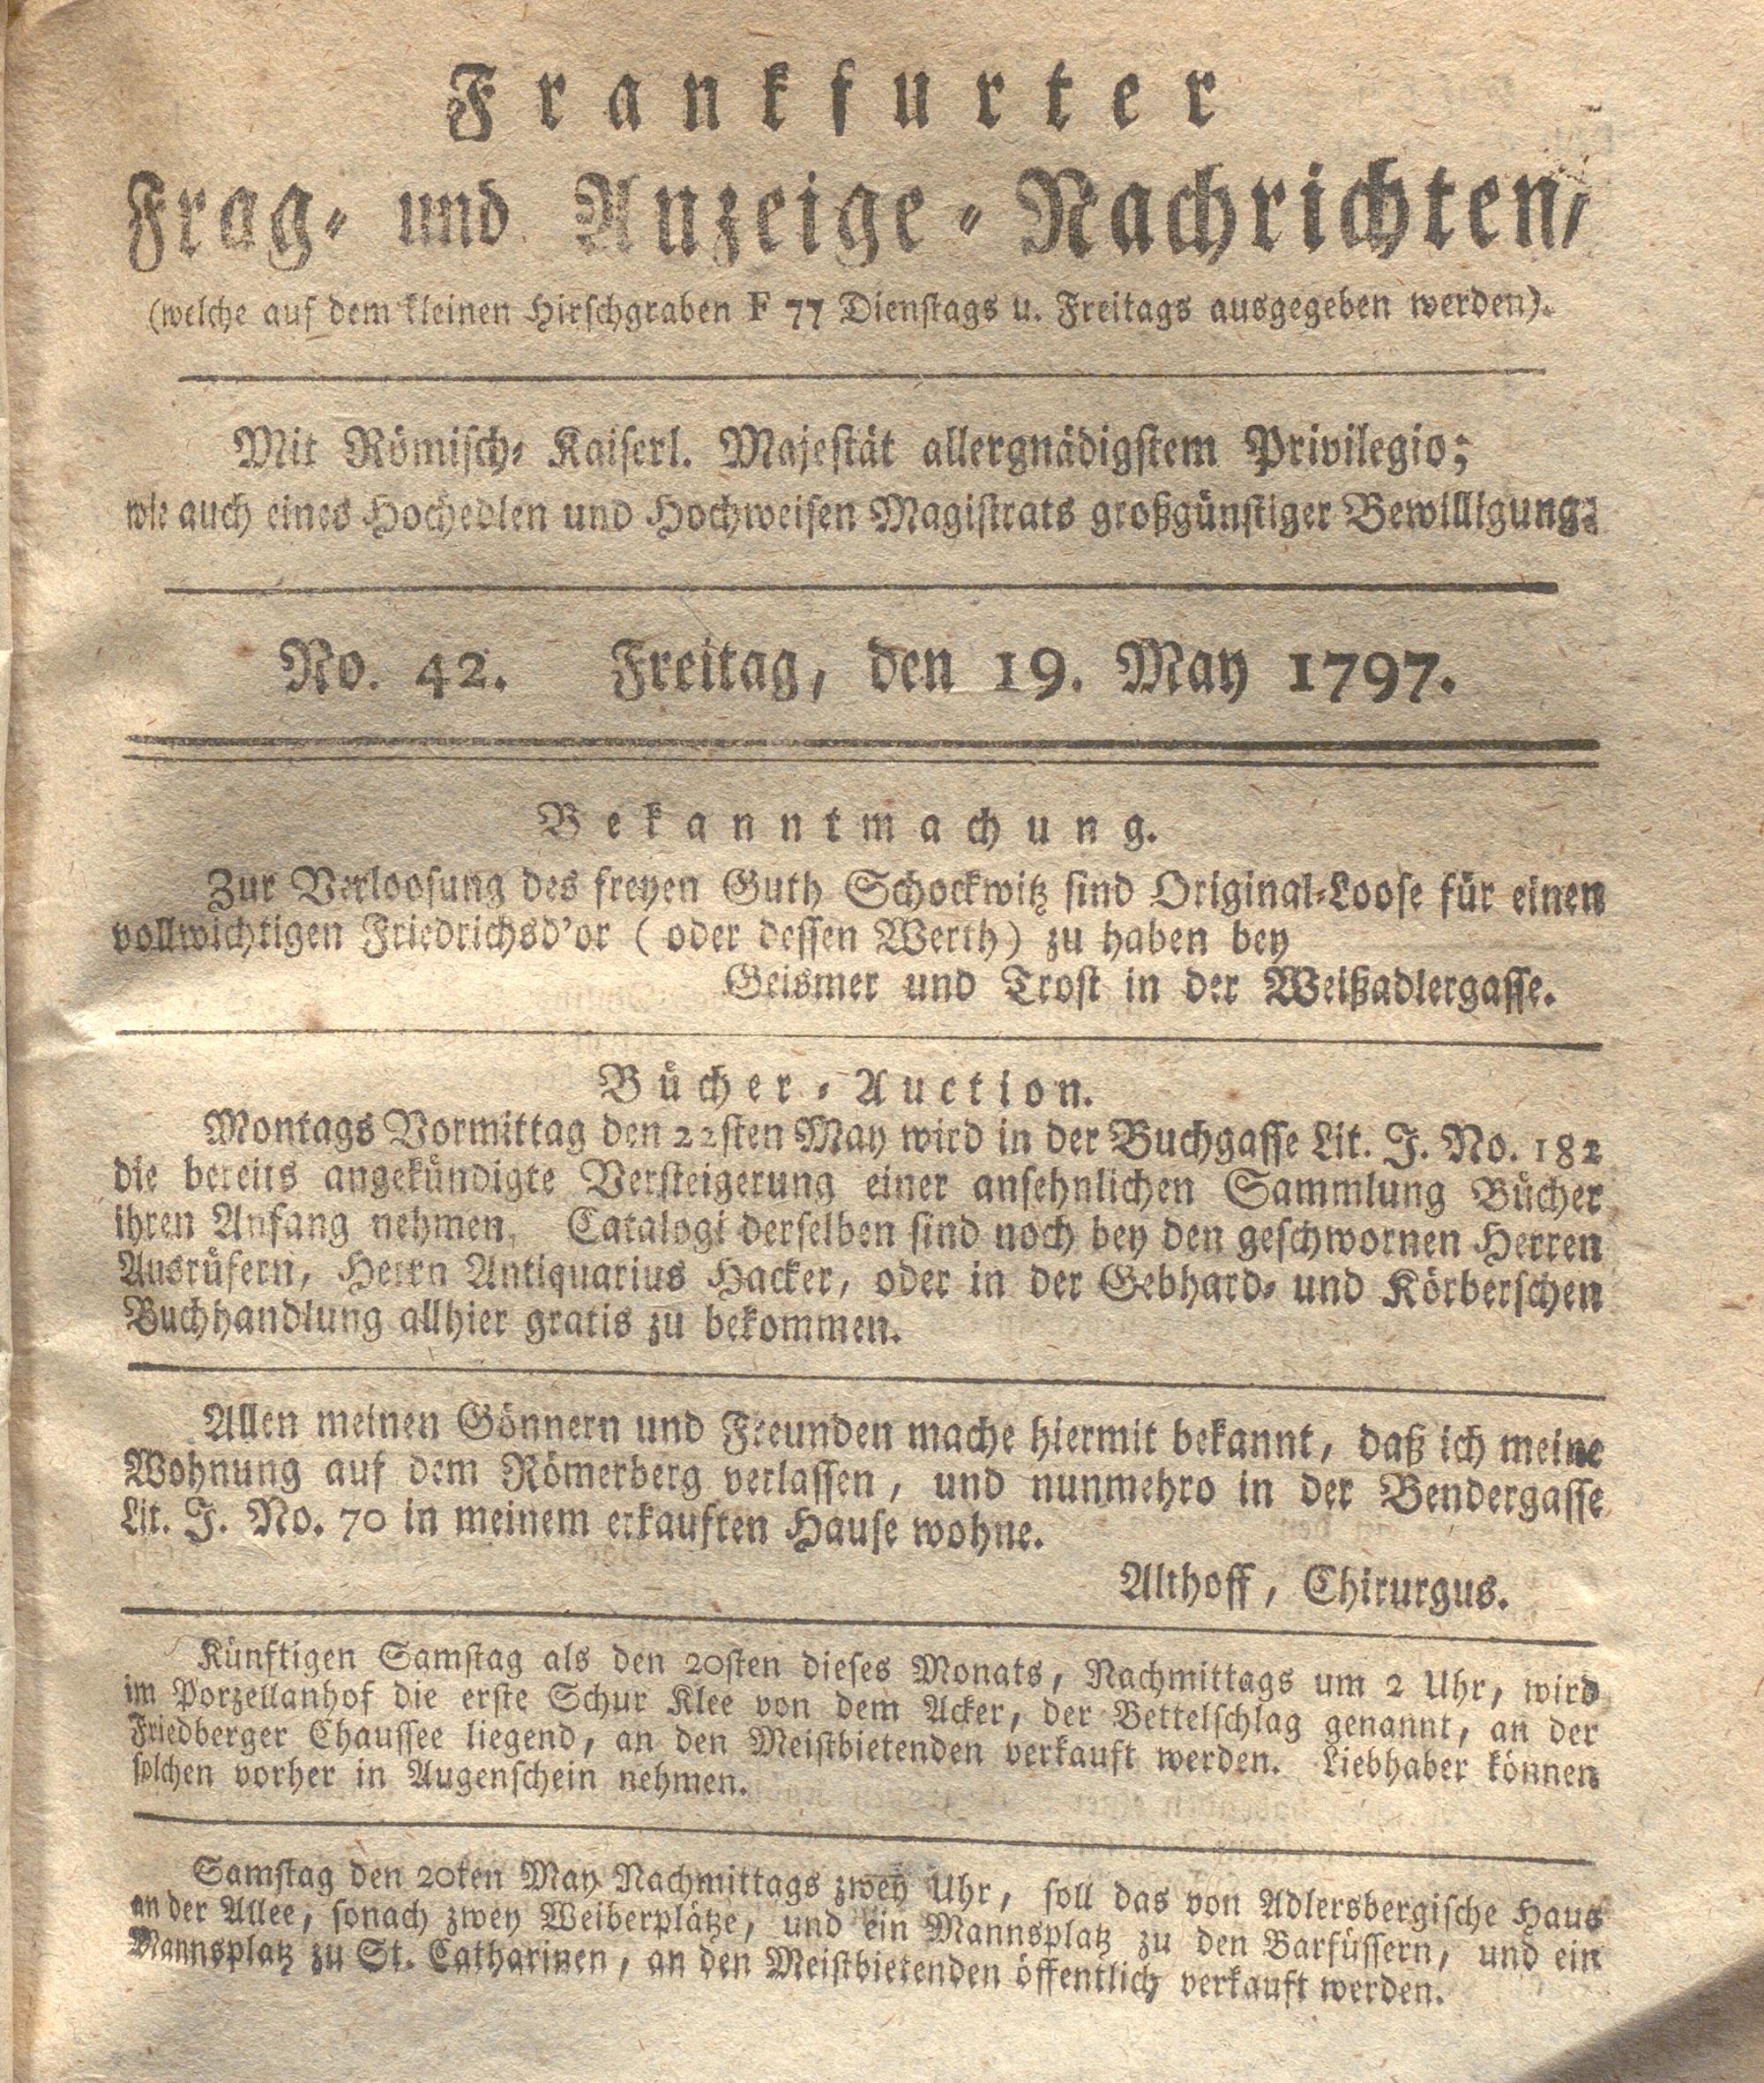 Frankfurter
Frag- und Anzeige-Nachrichten,
(welche auf dem kleinen Hirschgraben F 77 Dienstags u. Freitags ausgegeben werden).
Mit Römisch- Kaiserl. Majestät allergnädigstem Privilegio;
wie auch eines Hochedlen und Hochweisen Magistrats großgünstiger Bewilligung.
No. 42. Freitag, den 19. May 1797.
Bekanntmachung.
Zur Verloosung des freyen Guth Schockwitz sind Original-Loose für einen
vollwichtigen Friedrichsd'or (oder dessen Werth) zu haben bey
Geismer und Trost in der Weißadlergasse.
Bücher-Auction.
Montags Vormittag den 22sten May wird in der Buchgasse Lit. J. No. 182
die bereits angekündigte Versteigerung einer ansehnlichen Sammlung Bücher
ihren Anfang nehmen. Catalogi derselben sind noch bey den geschwornen Herren
Ausrüfern, Herrn Antiquarius Hacker, oder in der Gebhard- und Körberschen
Buchhandlung allhier gratis zu bekommen.
Allen meinen Gönnern und Freunden mache hiermit bekannt, daß ich meine
Wohnung auf dem Römerberg verlassen, und nunmehro in der Bendergasse
Lit. J. No. 70 in meinem erkauften Hause wohne.
Althoff, Chirurgus.
Künftigen Samstag als den 20sten dieses Monats, Nachmittags um 2 Uhr, wird
im Porzellanhof die erste Schur Klee von dem Acker, der Bettelschlag genannt, an der
Friedberger Chaussee liegend, an den Meistbietenden verkauft werden. Liebhaber können
solchen vorher in Augenschein nehmen.
Samstag den 20ten May Nachmittags zwey Uhr, soll das von Adlersbergische Haus
an der Allee, sonach zwey Weiberplätze, und ein Mannsplatz zu den Barfüssern, und ein
Mannsplatz zu St. Catharinen, an den Meistbietenden öffentlich verkauft werden.